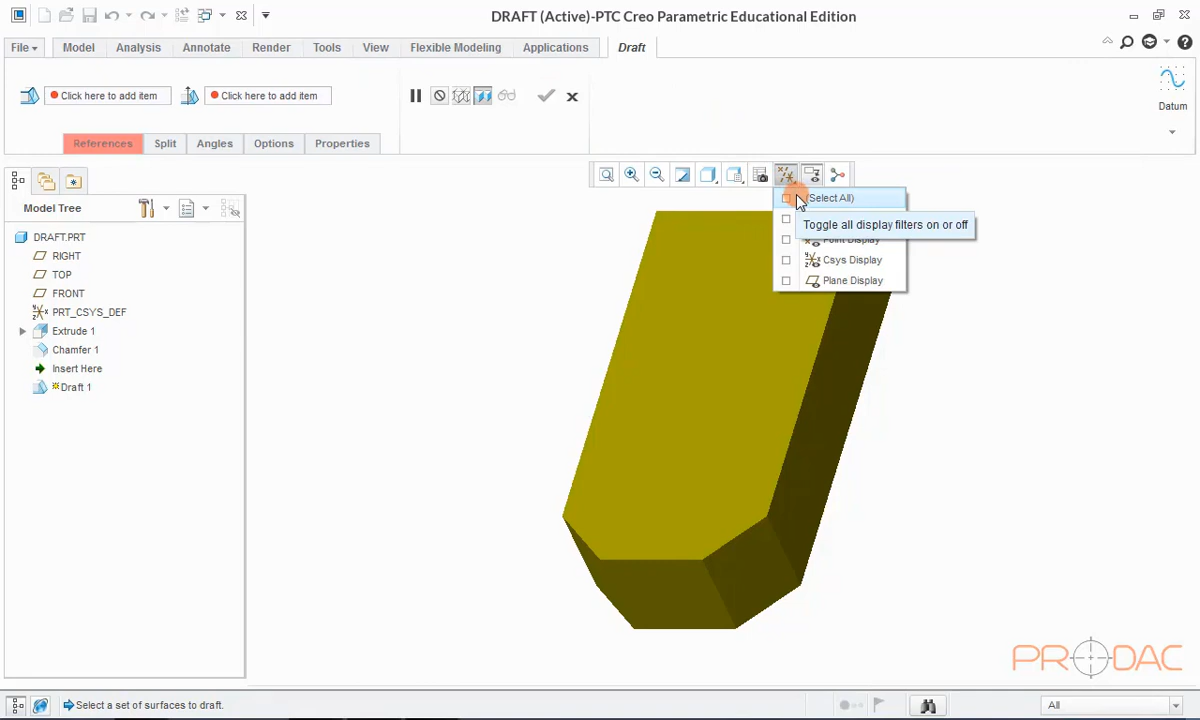 DRAFT (Active)-PTC Creo Parametric Educational Edition
File Model Analysis Annotate Render Tools View Flexible Modeling Applications Draft
Click here to add item Click here to add item
Datum
References Split Angles Options Properties
Model Tree
(Select All)
Toggle all display filters on or off
Point Display
Csys Display
Plane Display
DRAFT.PRT
RIGHT
TOP
FRONT
PRT_CSYS_DEF
Extrude 1
Chamfer 1
Insert Here
Draft 1
PRODAC
Select a set of surfaces to draft.
All